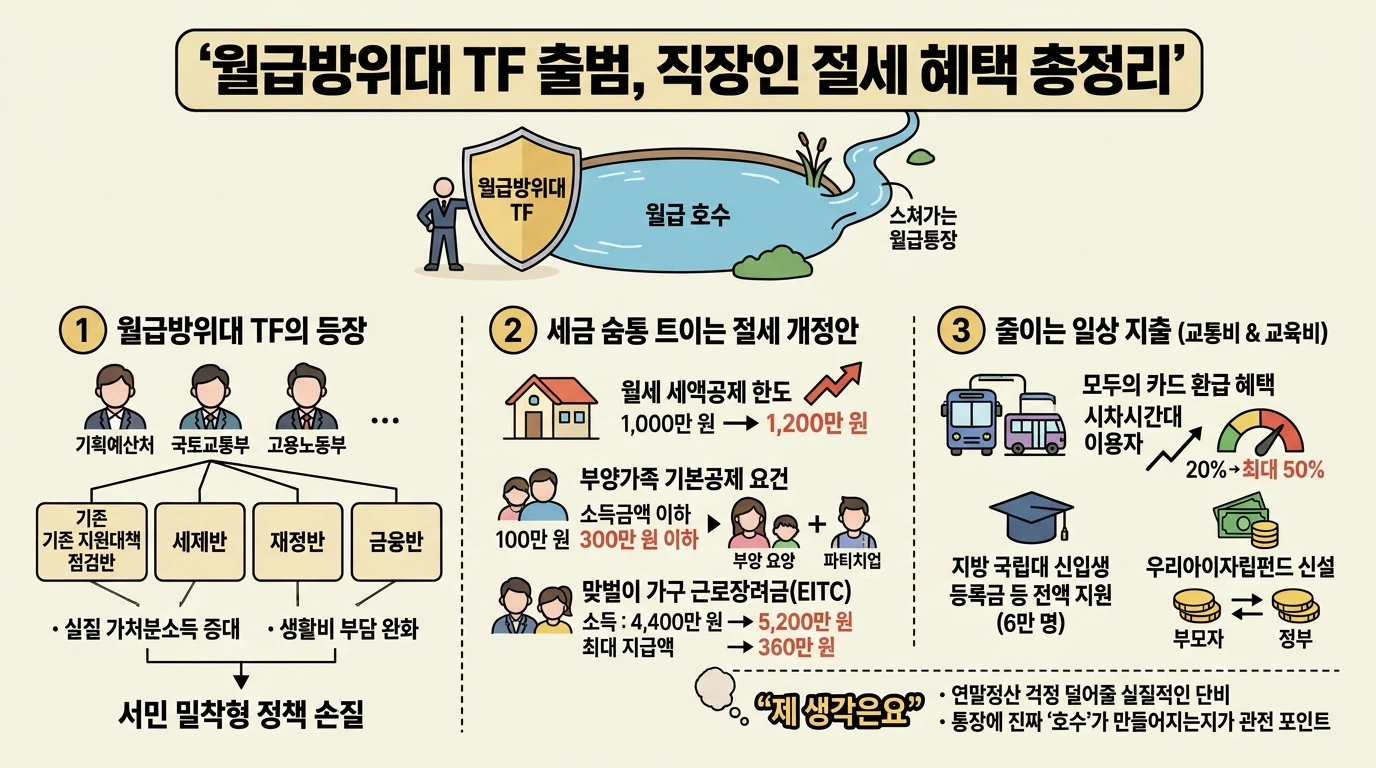 ‘월급방위대 TF 출범, 직장인 절세 혜택 총정리’
월급방위대
TF
월급 호수
스쳐가는
월급통장
1 월급방위대 TF의 등장
기획예산처 국토교통부 고용노동부 ...
기존
기존 지원대책
점검반
세제반
재정반
금융반
· 실질 가처분소득 증대
· 생활비 부담 완화
서민 밀착형 정책 손질
2 세금 숨통 트이는 절세 개정안
월세 세액공제 한도
1,000만 원 → 1,200만 원
부양가족 기본공제 요건
소득금액 이하
100만 원 300만 원 이하
부앙 요앙 + 파티치업
맞벌이 가구 근로장려금(EITC)
소득 : 4,400만 원 → 5,200만 원
최대 지급액 → 360만 원
3 줄이는 일상 지출 (교통비 & 교육비)
모두의 카드 환급 혜택
시차시간대
이용자
20%→최대 50%
지방 국립대 신입생
등록금 등 전액 지원
(6만 명)
우리아이자립펀드 신설
부모자 정부
“제 생각은요”
· 연말정산 걱정 덜어줄 실질적인 단비
· 통장에 진짜 ‘호수’가 만들어지는지가 관전 포인트